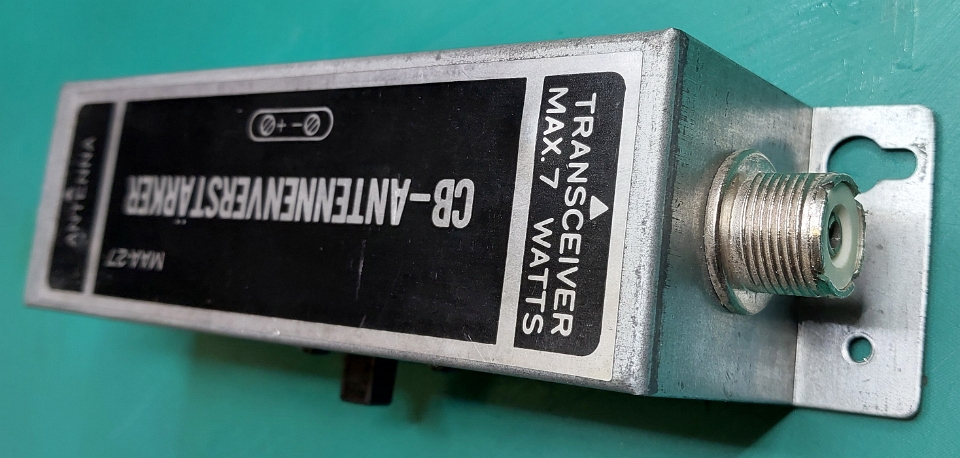 CB-ANTENNENVERSTÄRKER
MAA-27
ANTENNA
TRANSCEIVER
MAX. 7 WATTS
- +